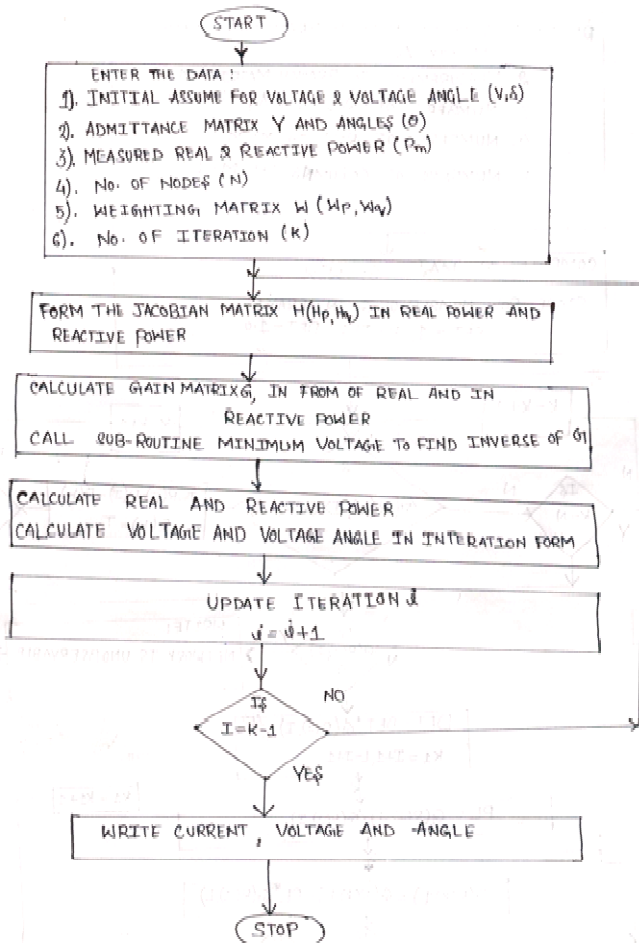 START
ENTER THE DATA :
1). INITIAL ASSUME FOR VOLTAGE & VOLTAGE ANGLE (V,δ)
2). ADMITTANCE MATRIX Y AND ANGLES (θ)
3). MEASURED REAL & REACTIVE POWER (Pm)
4). No. OF NODES (N)
5). WEIGHTING MATRIX W (Wp, Wq)
6). No. OF ITERATION (K)
FORM THE JACOBIAN MATRIX H(Hp,Hq) IN REAL POWER AND
REACTIVE POWER
CALCULATE GAIN MATRIX G, IN FROM OF REAL AND IN
REACTIVE POWER
CALL SUB-ROUTINE MINIMUM VOLTAGE TO FIND INVERSE OF G
CALCULATE REAL AND REACTIVE POWER
CALCULATE VOLTAGE AND VOLTAGE ANGLE IN INTERATION FORM
UPDATE ITERATION i
i = i+1
IS
I=K-1
NO
YES
WRITE CURRENT, VOLTAGE AND ANGLE
STOP